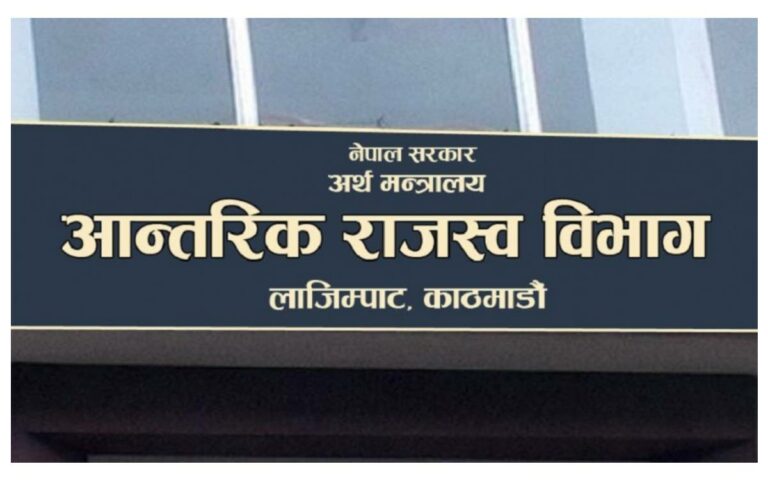 नेपाल सरकार
अर्थ मन्त्रालय
आन्तरिक राजस्व विभाग
लाजिम्पाट, काठमाडौं